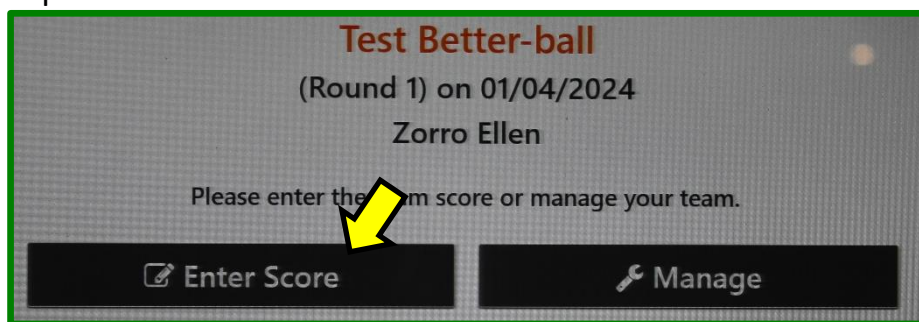 Test Better-ball
(Round 1) on 01/04/2024
Zorro Ellen
Please enter the score or manage your team.
Enter Score
Manage